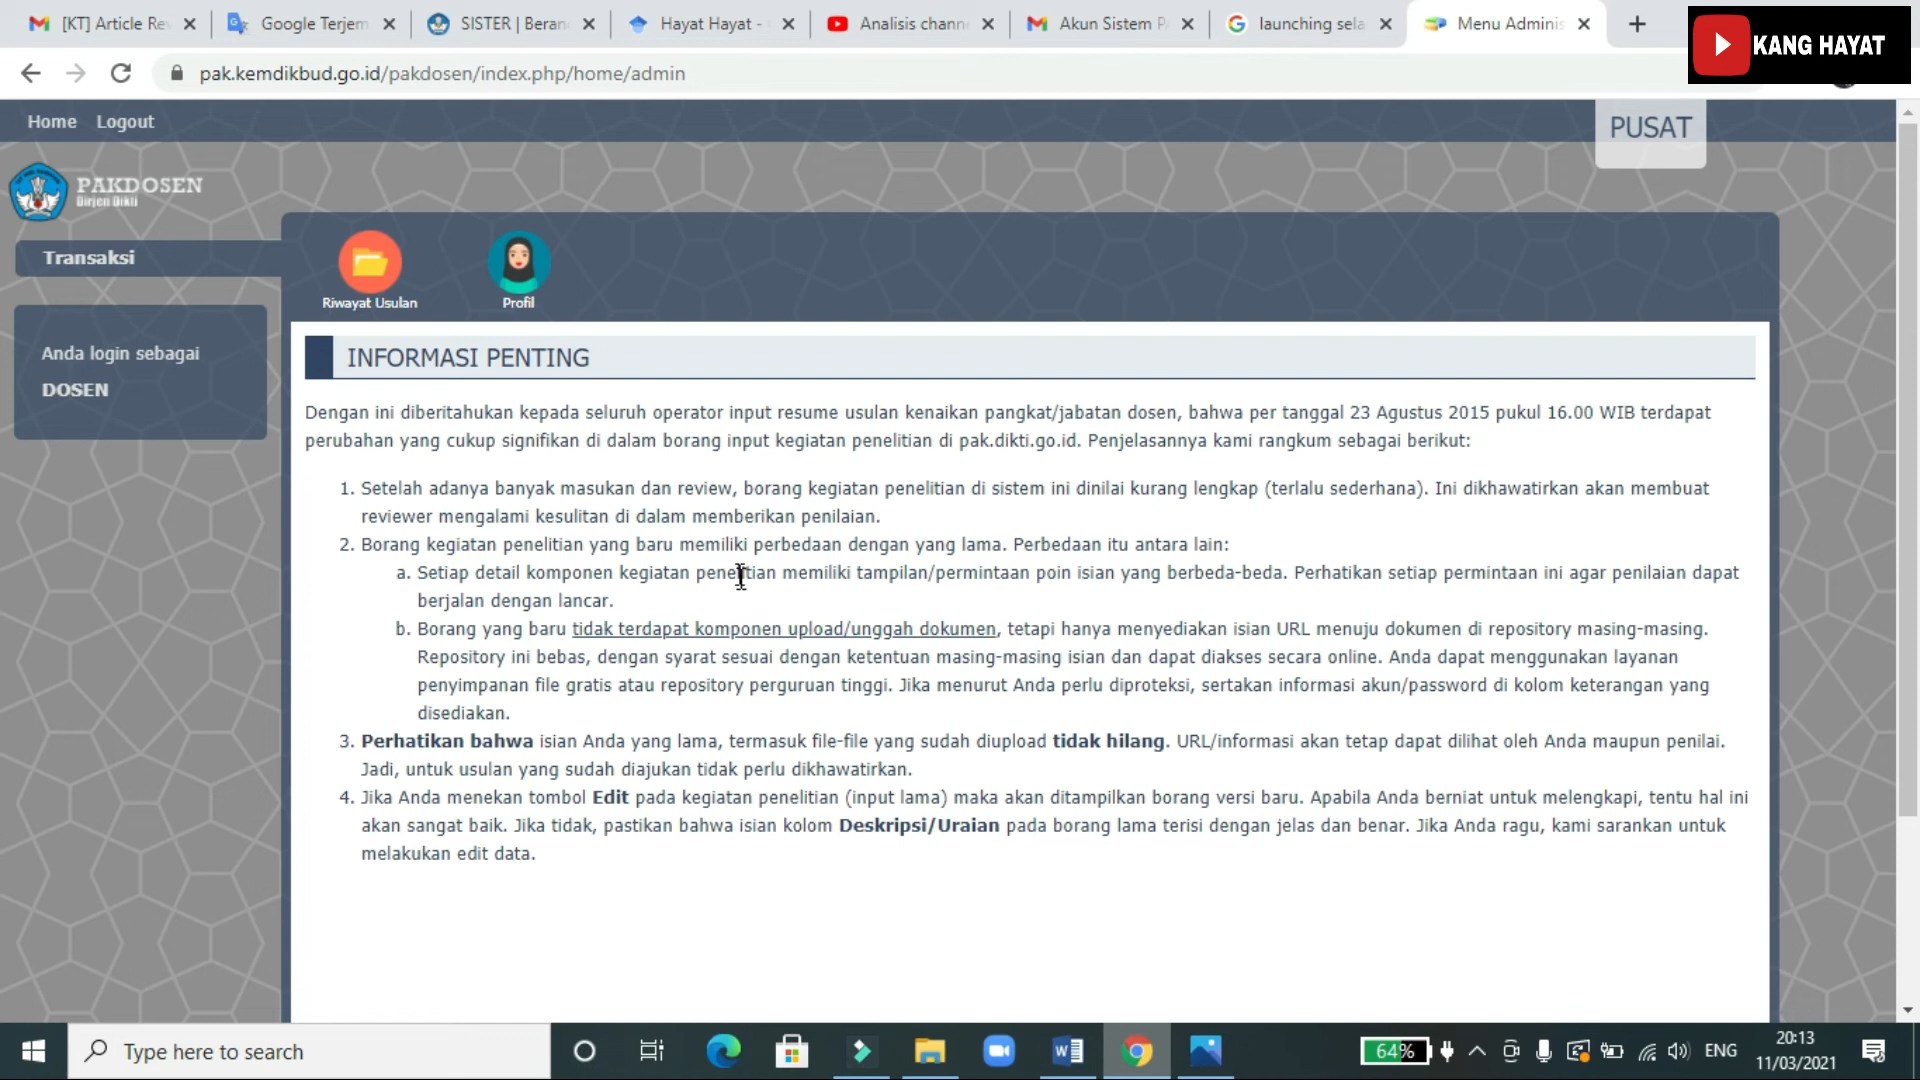 [KT] Article Re
Google Terjem
SISTER | Beran
Hayat Hayat -
Analisis chann
Akun Sistem P
launching sela
Menu Adminis
KANG HAYAT
pak.kemdikbud.go.id/pakdosen/index.php/home/admin
Home Logout
PUSAT
PAKDOSEN
Dirjen Dikti
Transaksi
Riwayat Usulan
Profil
Anda login sebagai
DOSEN
INFORMASI PENTING
Dengan ini diberitahukan kepada seluruh operator input resume usulan kenaikan pangkat/jabatan dosen, bahwa per tanggal 23 Agustus 2015 pukul 16.00 WIB terdapat
perubahan yang cukup signifikan di dalam borang input kegiatan penelitian di pak.dikti.go.id. Penjelasannya kami rangkum sebagai berikut:
1. Setelah adanya banyak masukan dan review, borang kegiatan penelitian di sistem ini dinilai kurang lengkap (terlalu sederhana). Ini dikhawatirkan akan membuat
reviewer mengalami kesulitan di dalam memberikan penilaian.
2. Borang kegiatan penelitian yang baru memiliki perbedaan dengan yang lama. Perbedaan itu antara lain:
a. Setiap detail komponen kegiatan penelitian memiliki tampilan/permintaan poin isian yang berbeda-beda. Perhatikan setiap permintaan ini agar penilaian dapat
berjalan dengan lancar.
b. Borang yang baru tidak terdapat komponen upload/unggah dokumen, tetapi hanya menyediakan isian URL menuju dokumen di repository masing-masing.
Repository ini bebas, dengan syarat sesuai dengan ketentuan masing-masing isian dan dapat diakses secara online. Anda dapat menggunakan layanan
penyimpanan file gratis atau repository perguruan tinggi. Jika menurut Anda perlu diproteksi, sertakan informasi akun/password di kolom keterangan yang
disediakan.
3. Perhatikan bahwa isian Anda yang lama, termasuk file-file yang sudah diupload tidak hilang. URL/informasi akan tetap dapat dilihat oleh Anda maupun penilai.
Jadi, untuk usulan yang sudah diajukan tidak perlu dikhawatirkan.
4. Jika Anda menekan tombol Edit pada kegiatan penelitian (input lama) maka akan ditampilkan borang versi baru. Apabila Anda berniat untuk melengkapi, tentu hal ini
akan sangat baik. Jika tidak, pastikan bahwa isian kolom Deskripsi/Uraian pada borang lama terisi dengan jelas dan benar. Jika Anda ragu, kami sarankan untuk
melakukan edit data.
Type here to search
64%
ENG
20:13
11/03/2021